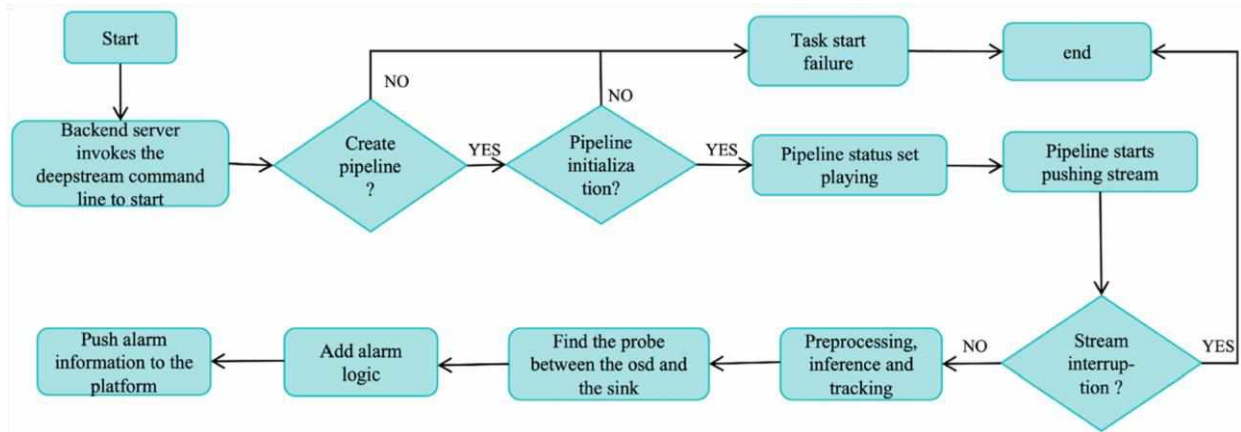 Start
Backend server
invokes the
deepstream command
line to start
Create
pipeline
?
NO
YES
Pipeline
initializa
tion?
NO
YES
Task start
failure
end
Pipeline status set
playing
Pipeline starts
pushing stream
Stream
interrup-
tion ?
YES
NO
Preprocessing,
inference and
tracking
Find the probe
between the osd and
the sink
Add alarm
logic
Push alarm
information to the
platform